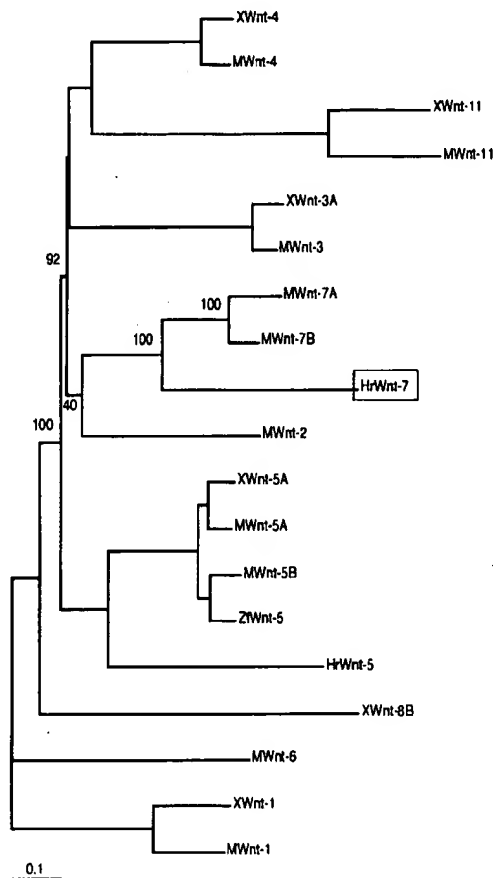 XWnt-4
MWnt-4
XWnt-11
MWnt-11
XWnt-3A
MWnt-3
92
MWnt-7A
100
100
MWnt-7B
HrWnt-7
40
100
MWnt-2
XWnt-5A
MWnt-5A
MWnt-5B
ZfWnt-5
HrWnt-5
XWnt-8B
MWnt-6
XWnt-1
MWnt-1
0.1